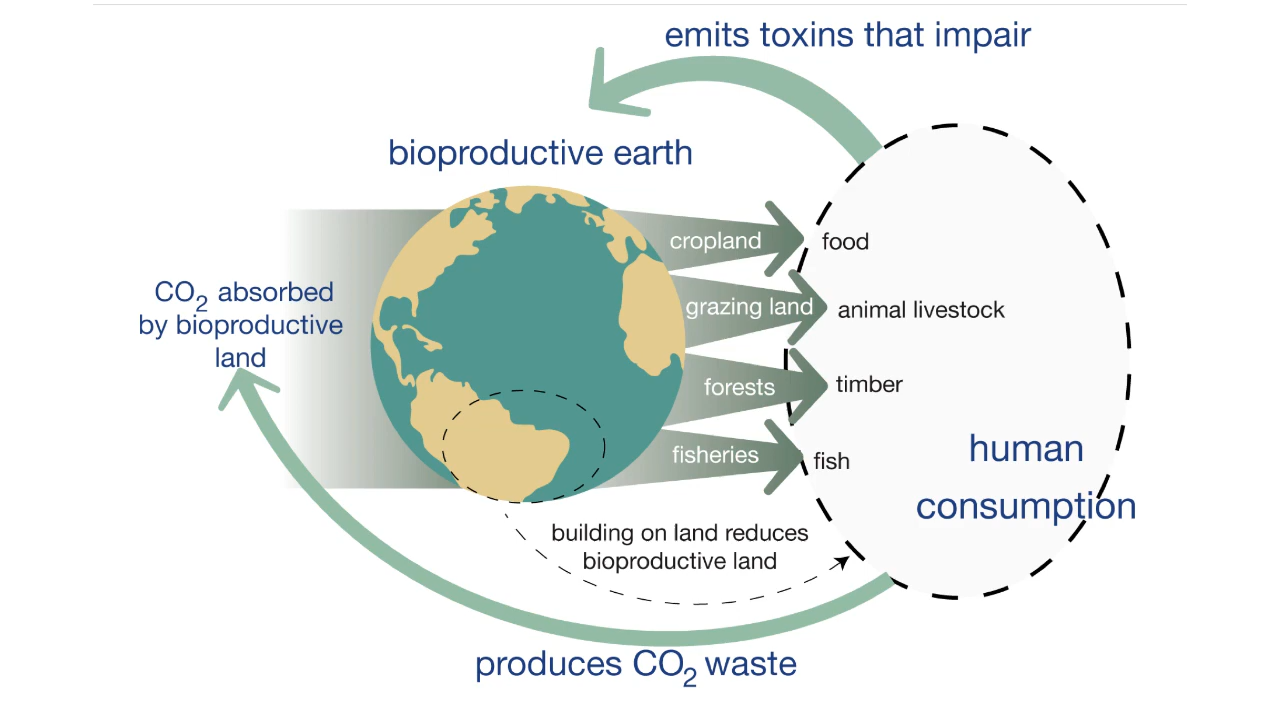 emits toxins that impair
bioproductive earth
cropland
food
grazing land
animal livestock
CO₂ absorbed
by bioproductive
land
forests
timber
fisheries
fish
human
consumption
building on land reduces
bioproductive land
produces CO₂ waste